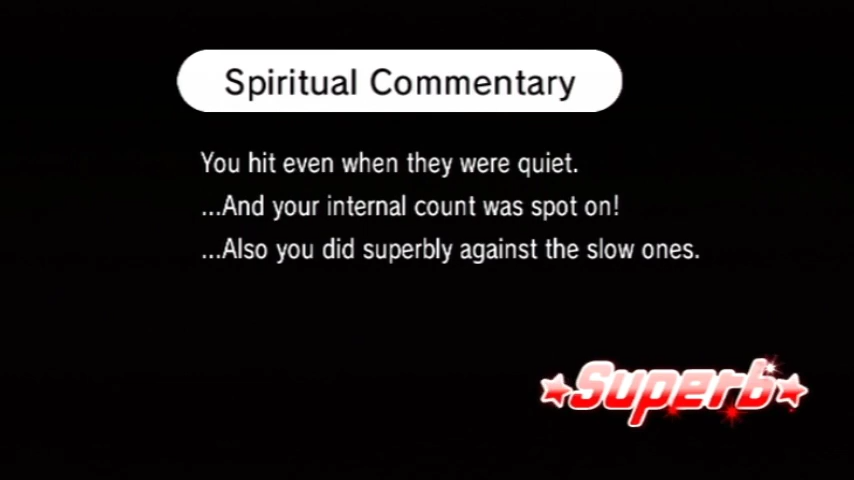 Spiritual Commentary
You hit even when they were quiet.
...And your internal count was spot on!
...Also you did superbly against the slow ones.
Superb